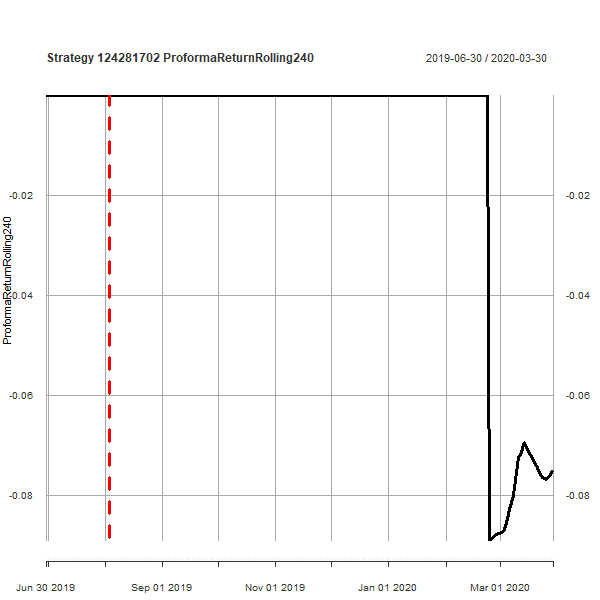 Strategy 124281702 ProformaReturnRolling240
2019-06-30 / 2020-03-30
-0.02
-0.02
-0.04
-0.04
-0.06
-0.06
-0.08
-0.08
ProformaReturnRolling240
Jun 30 2019
Sep 01 2019
Nov 01 2019
Jan 01 2020
Mar 01 2020